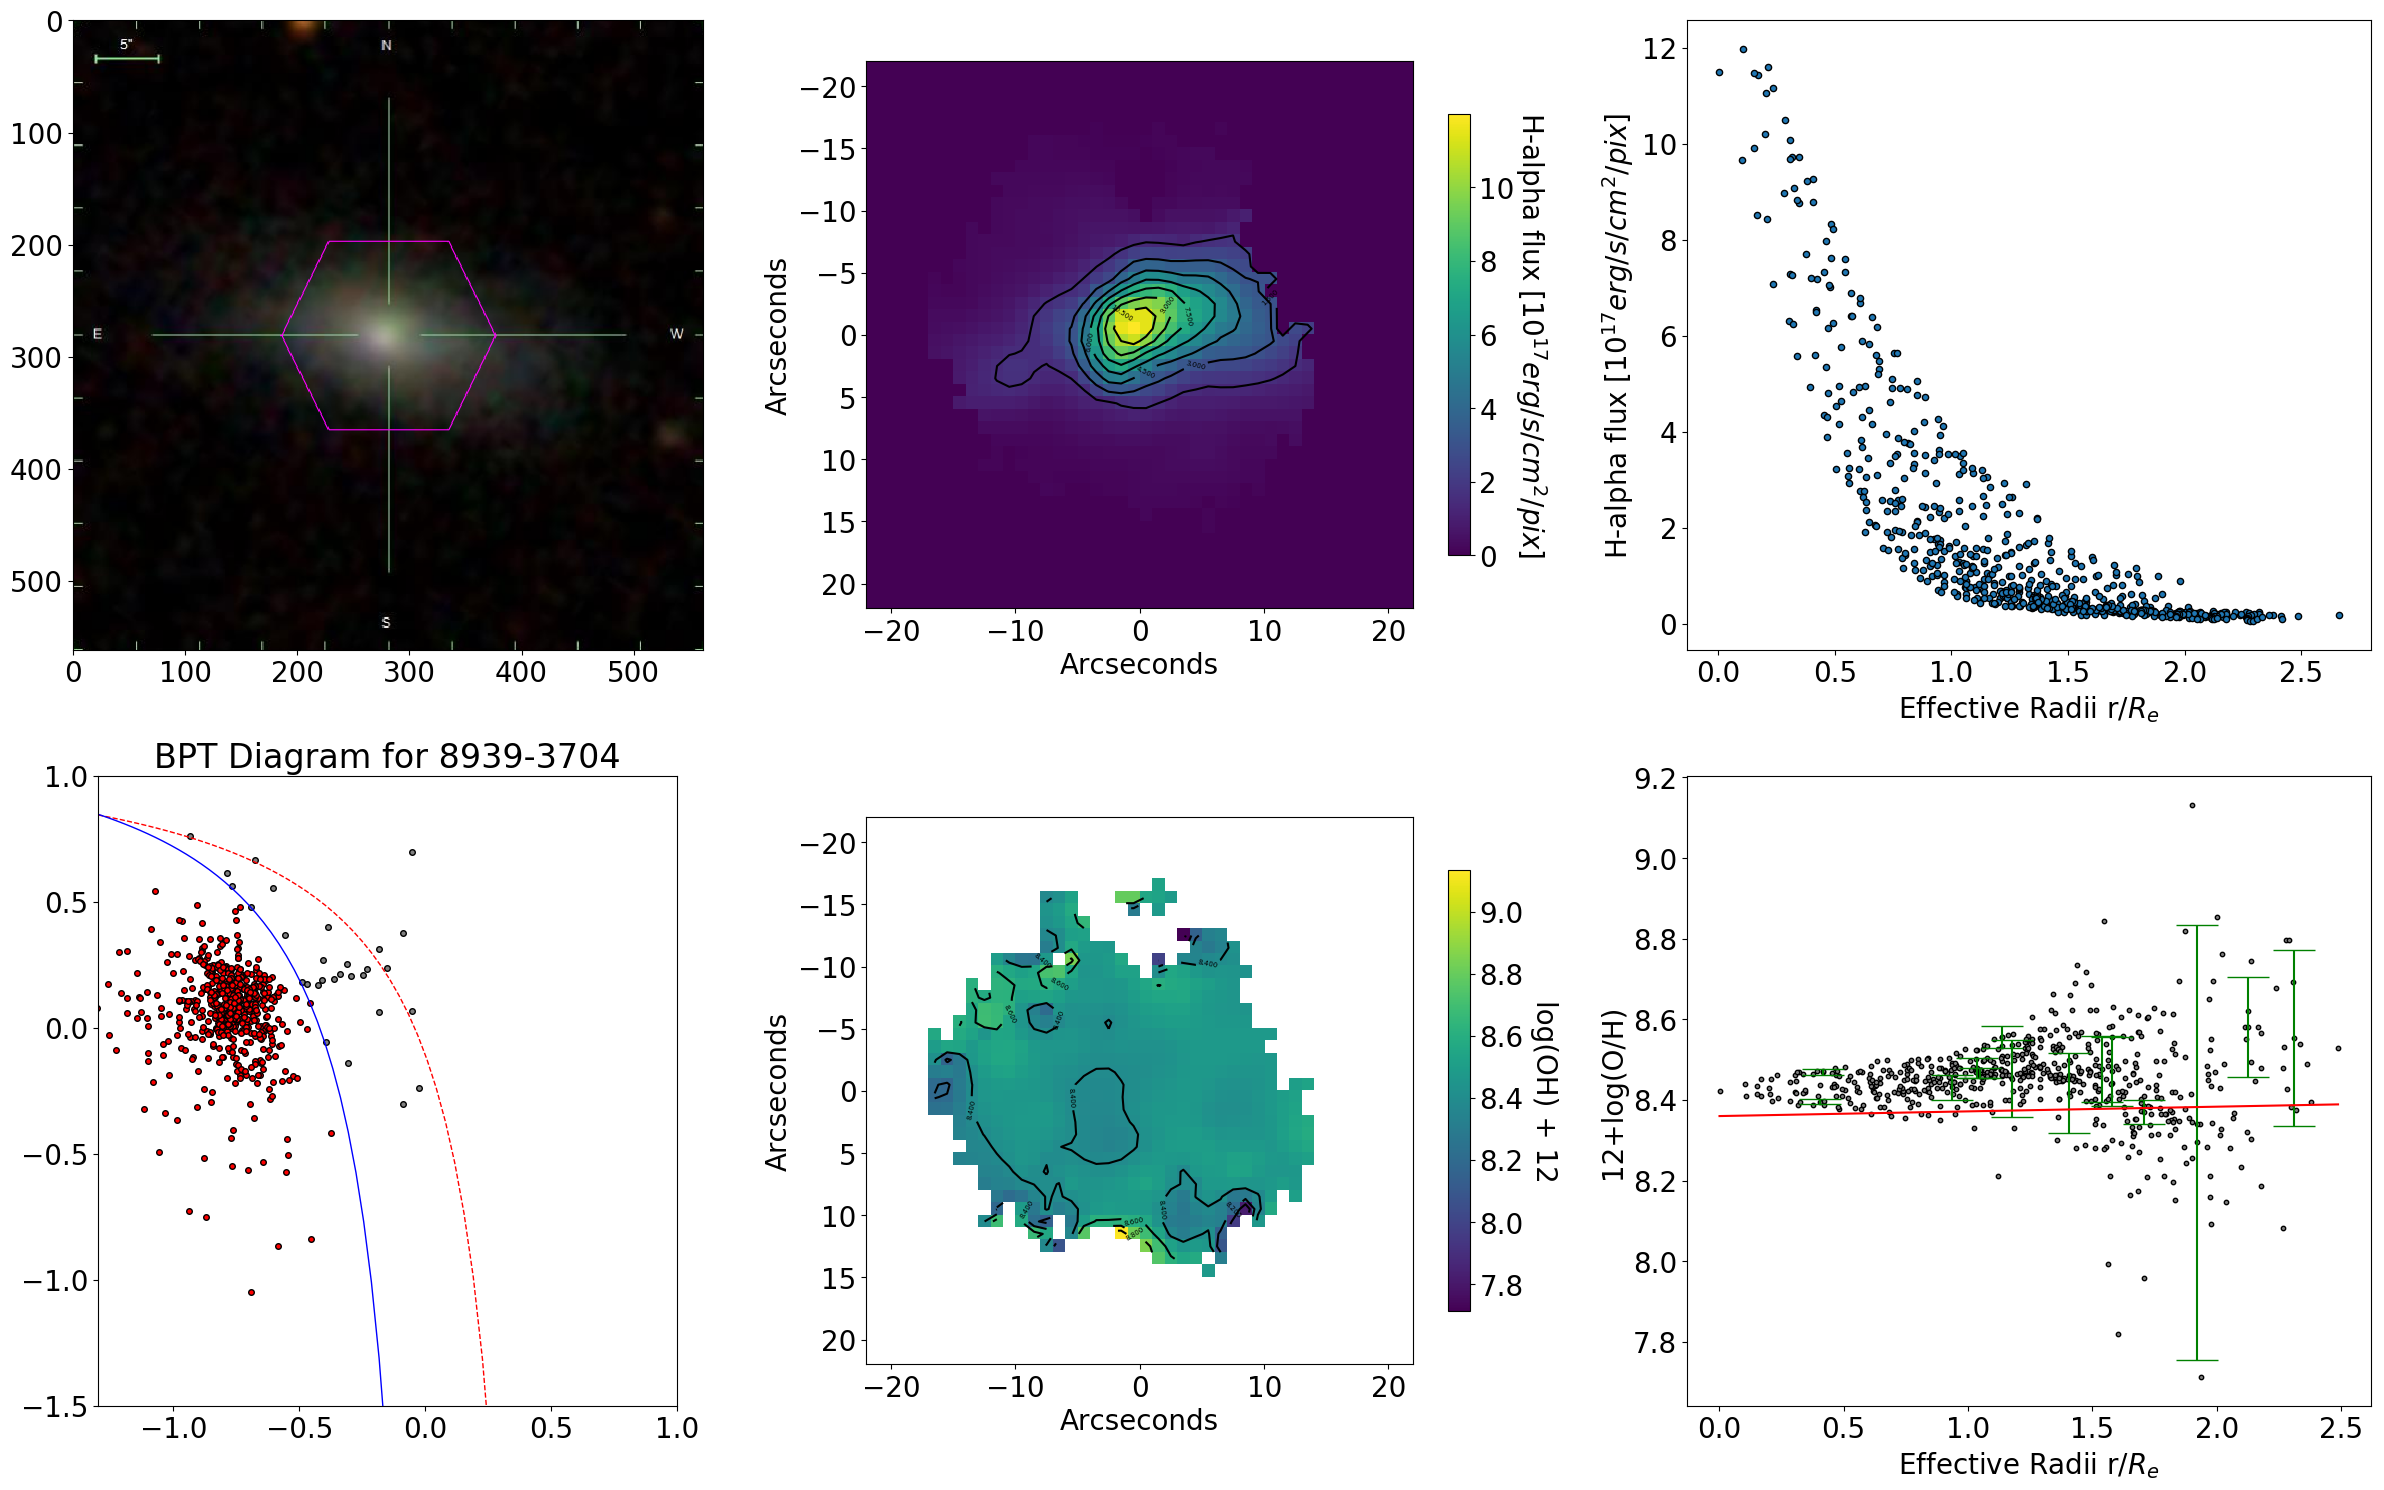 0
100
200
300
400
500
0 100 200 300 400 500
5"
N
E
W
S
−20
−15
−10
−5
0
5
10
15
20
−20 −10 0 10 20
Arcseconds
Arcseconds
10
8
6
4
2
0
H-alpha flux [10^17 erg/s/cm^2/pix]
12
10
8
6
4
2
0
0.0 0.5 1.0 1.5 2.0 2.5
H-alpha flux [10^17 erg/s/cm^2/pix]
Effective Radii r/R_e
BPT Diagram for 8939-3704
1.0
0.5
0.0
−0.5
−1.0
−1.5
−1.0 −0.5 0.0 0.5 1.0
−20
−15
−10
−5
0
5
10
15
20
−20 −10 0 10 20
Arcseconds
Arcseconds
9.0
8.8
8.6
8.4
8.2
8.0
7.8
log(OH) + 12
9.2
9.0
8.8
8.6
8.4
8.2
8.0
7.8
0.0 0.5 1.0 1.5 2.0 2.5
12+log(O/H)
Effective Radii r/R_e